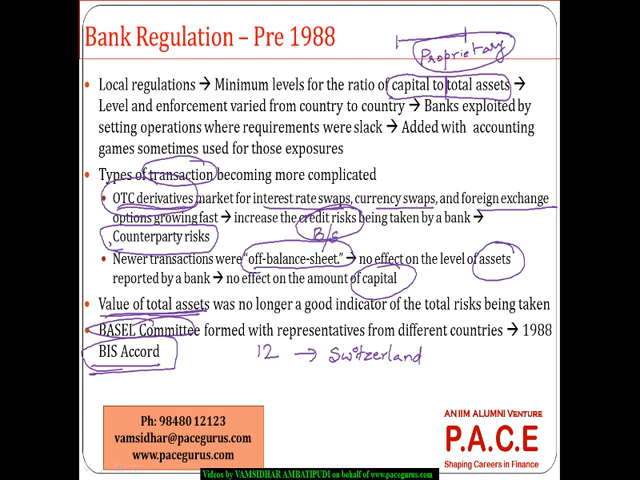 Bank Regulation – Pre 1988
Proprietary
• Local regulations → Minimum levels for the ratio of capital to total assets →
Level and enforcement varied from country to country → Banks exploited by
setting operations where requirements were slack → Added with accounting
games sometimes used for those exposures
• Types of transaction becoming more complicated
• OTC derivatives market for interest rate swaps, currency swaps, and foreign exchange
options growing fast → increase the credit risks being taken by a bank →
Counterparty risks
B/S
• Newer transactions were “off-balance-sheet.” → no effect on the level of assets
reported by a bank → no effect on the amount of capital
• Value of total assets was no longer a good indicator of the total risks being taken
• BASEL Committee formed with representatives from different countries → 1988
BIS Accord
12 → Switzerland
Ph: 98480 12123
vamsidhar@pacegurus.com
www.pacegurus.com
AN IIM ALUMNI VENTURE
P.A.C.E
Shaping Careers in Finance
Videos by VAMSIDHAR AMBATIPUDI on behalf of www.pacegurus.com